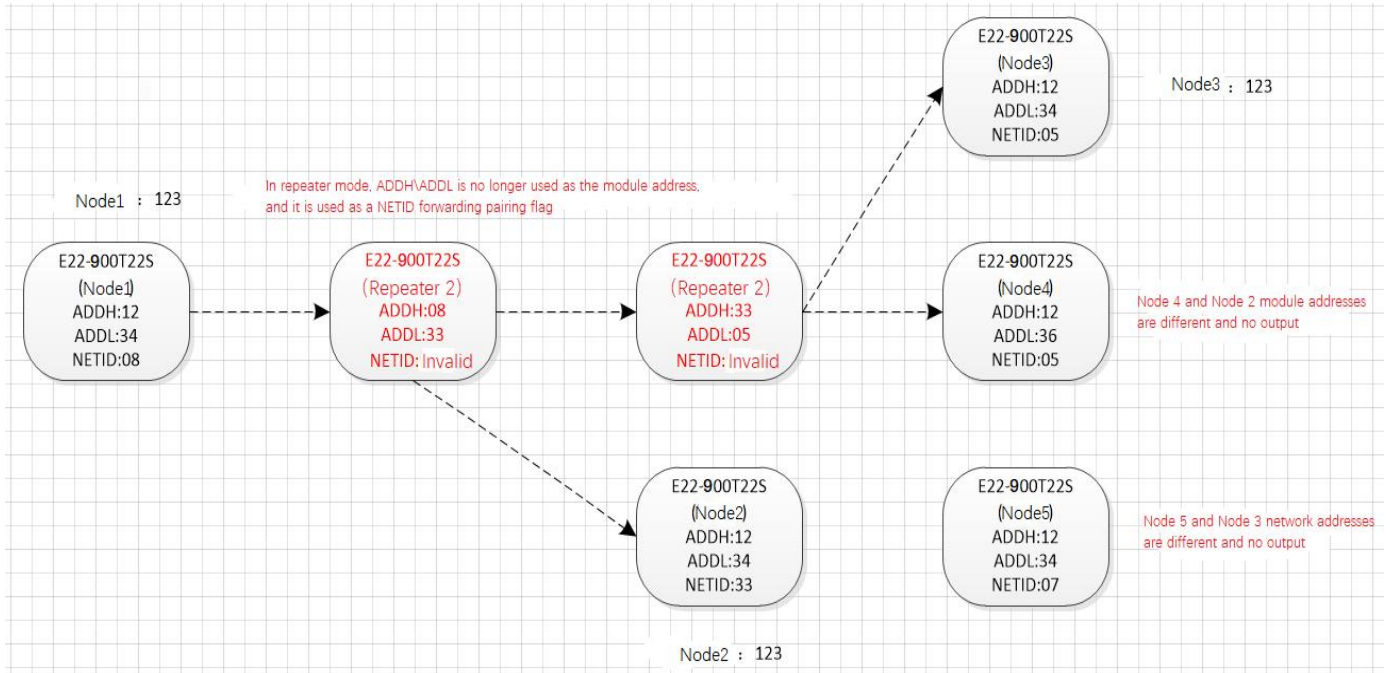 E22-900T22S
(Node3)
ADDH:12
ADDL:34
NETID:05
Node3 : 123
In repeater mode, ADDH\ADDL is no longer used as the module address,
and it is used as a NETID forwarding pairing flag
Node1 : 123
E22-900T22S
(Node1)
ADDH:12
ADDL:34
NETID:08
E22-900T22S
(Repeater 2)
ADDH:08
ADDL:33
NETID: Invalid
E22-900T22S
(Repeater 2)
ADDH:33
ADDL:05
NETID: Invalid
E22-900T22S
(Node4)
ADDH:12
ADDL:36
NETID:05
Node 4 and Node 2 module addresses
are different and no output
E22-900T22S
(Node2)
ADDH:12
ADDL:34
NETID:33
E22-900T22S
(Node5)
ADDH:12
ADDL:34
NETID:07
Node 5 and Node 3 network addresses
are different and no output
Node2 : 123